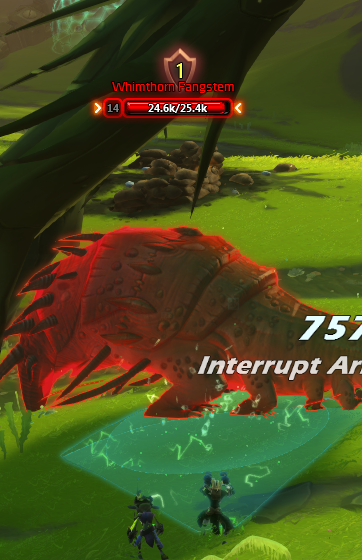 1
Whimthorn Fangstem
14 24.6k/25.4k
757
Interrupt Ar